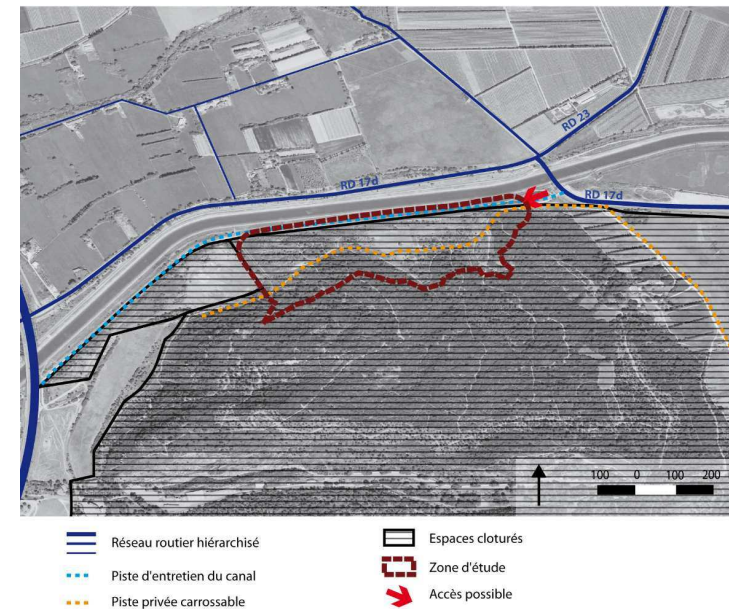 RD 23
RD 17d
RD 17d
100 0 100 200
Réseau routier hiérarchisé
Piste d'entretien du canal
Piste privée carrossable
Espaces cloturés
Zone d'étude
Accès possible